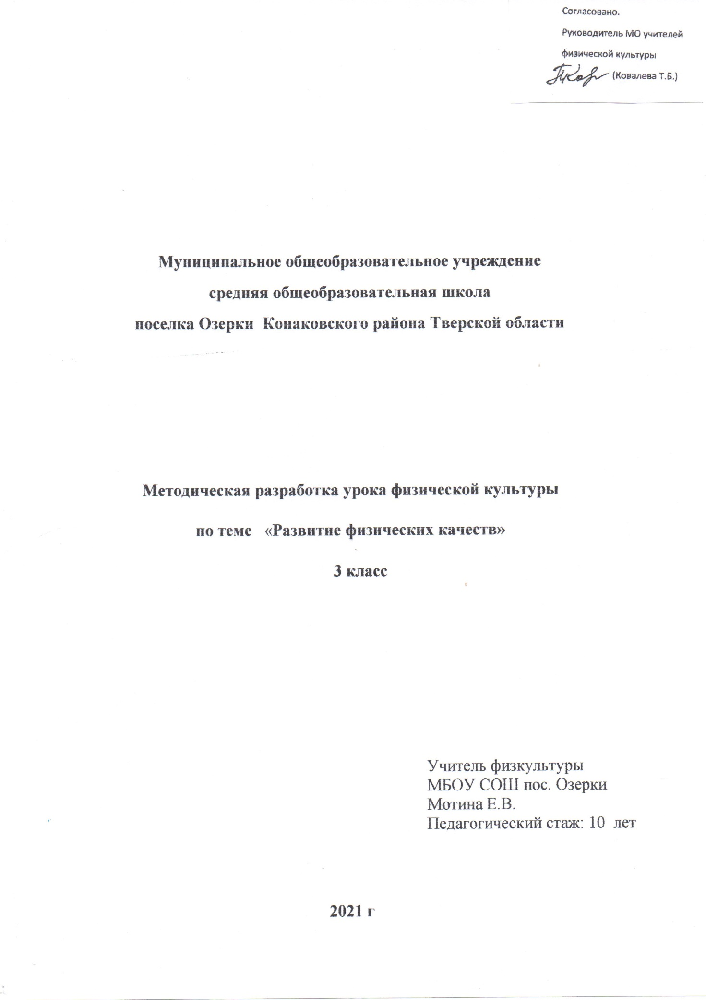 Согласовано.
Руководитель МО учителей
физической культуры
(Ковалева Т.Б.)
Муниципальное общеобразовательное учреждение
средняя общеобразовательная школа
поселка Озерки Конаковского района Тверской области
Методическая разработка урока физической культуры
по теме «Развитие физических качеств»
3 класс
Учитель физкультуры
МБОУ СОШ пос. Озерки
Мотина Е.В.
Педагогический стаж: 10 лет
2021 г